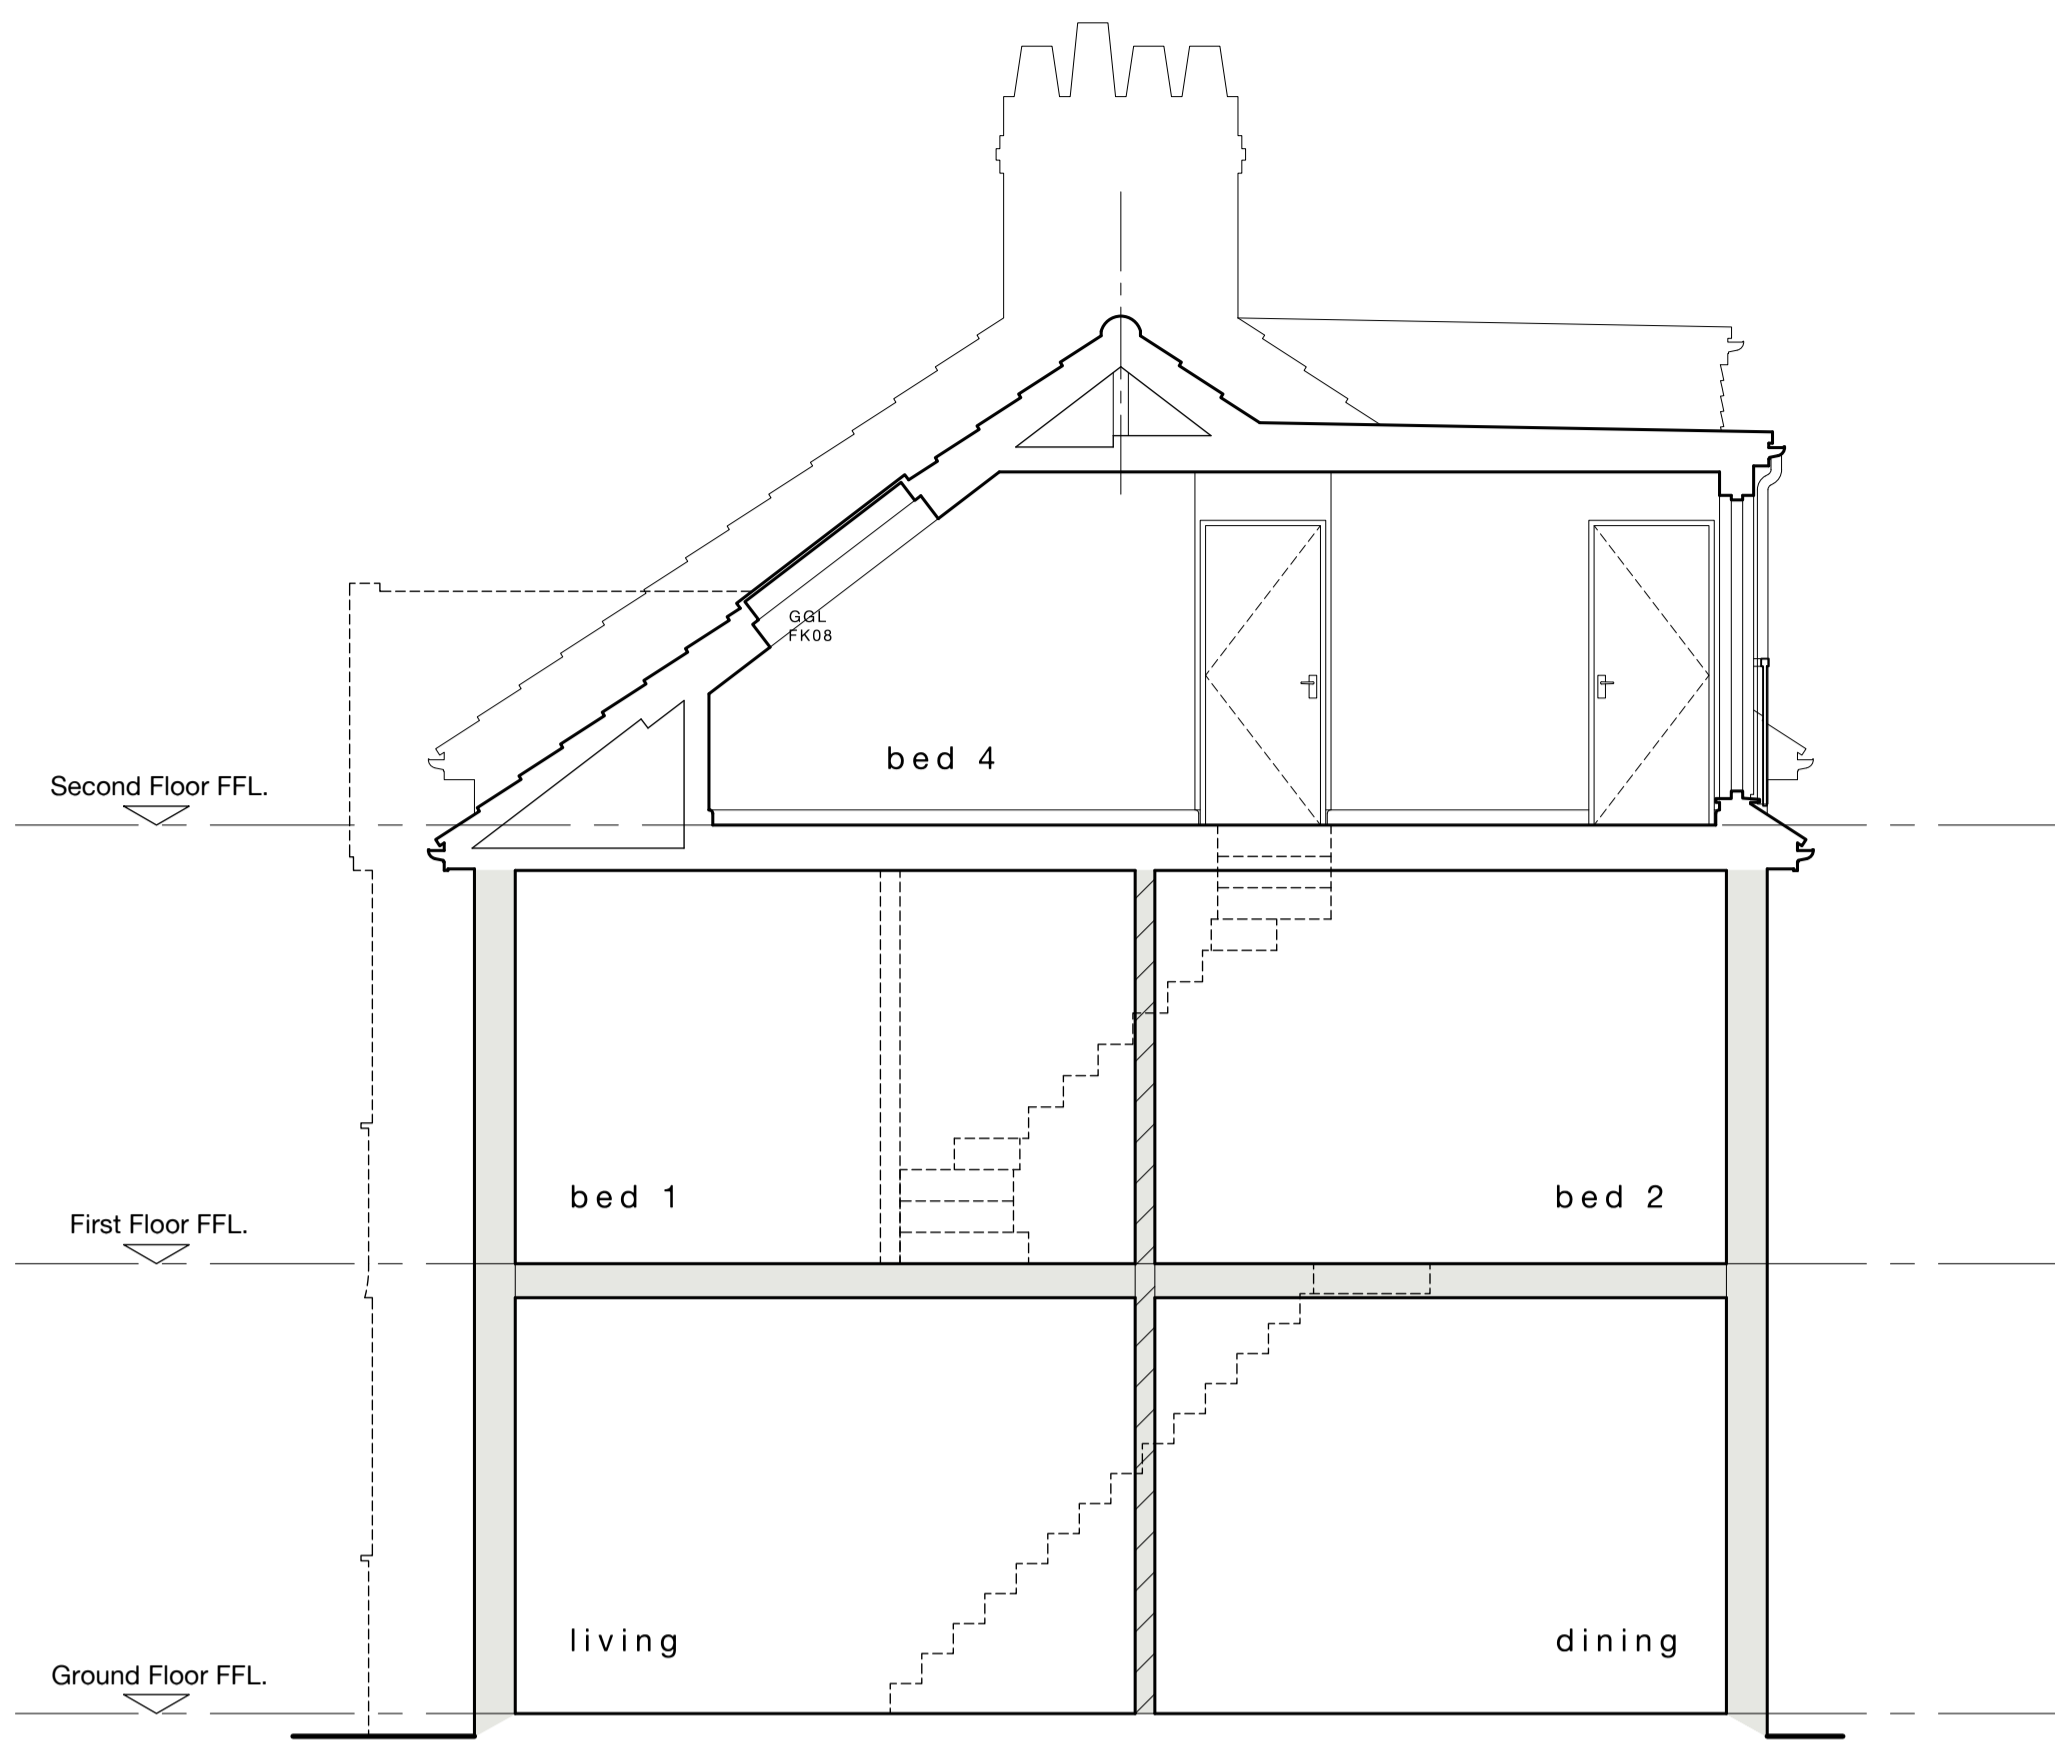 GGL
FK08
bed 4
Second Floor FFL.
bed 1
bed 2
First Floor FFL.
living
dining
Ground Floor FFL.